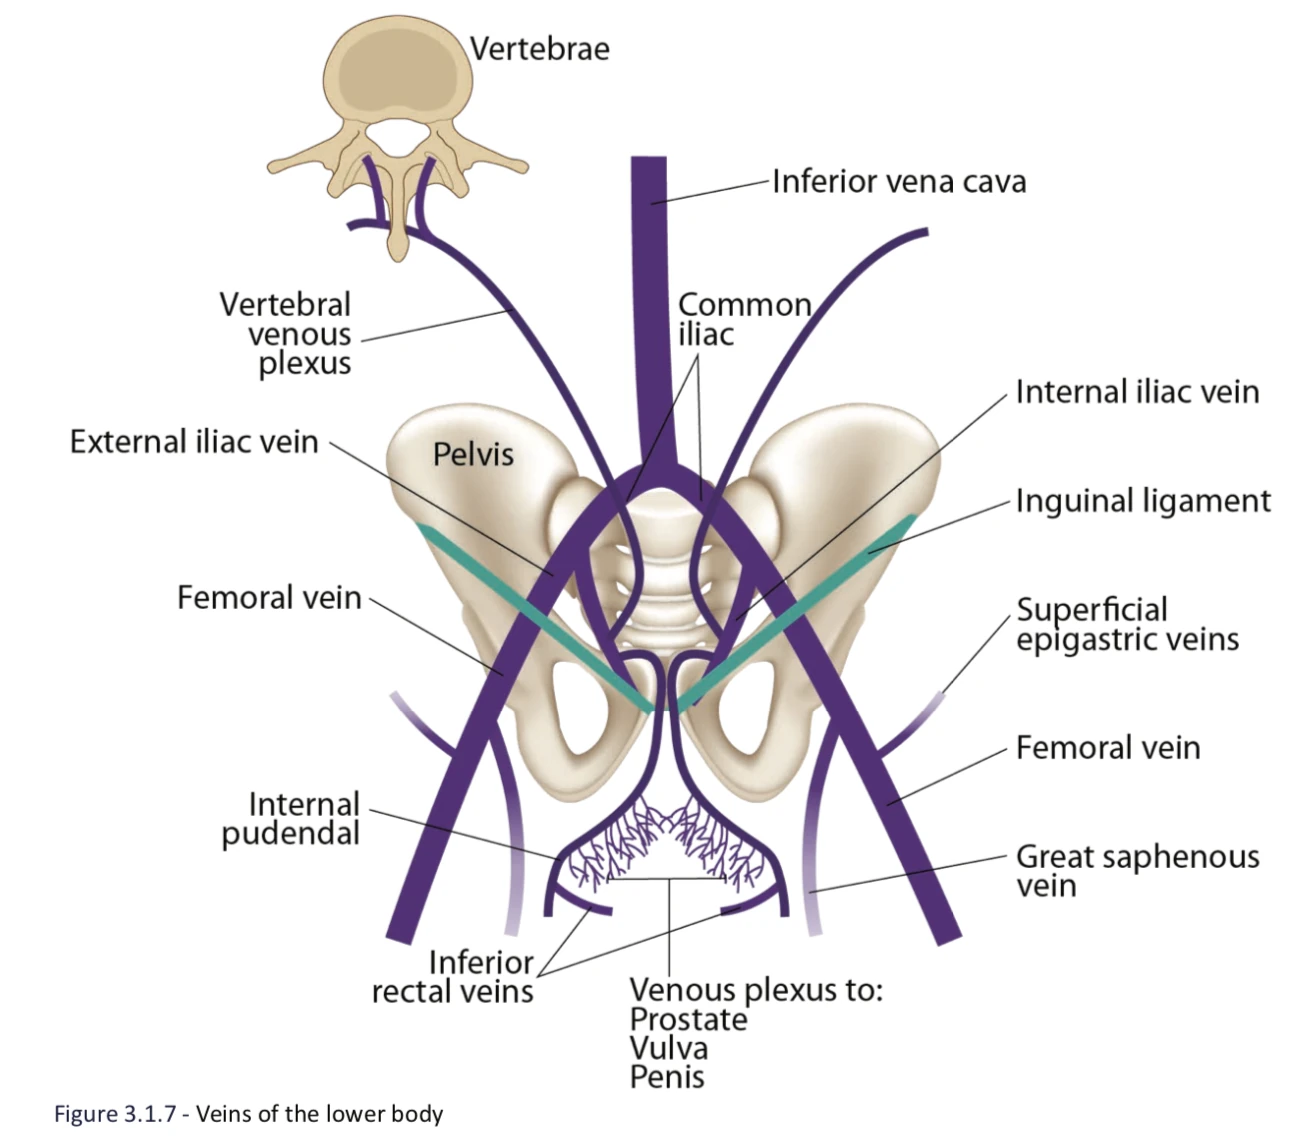 Vertebrae
Inferior vena cava
Vertebral
venous
plexus
Common
iliac
Internal iliac vein
External iliac vein
Pelvis
Inguinal ligament
Femoral vein
Superficial
epigastric veins
Femoral vein
Internal
pudendal
Great saphenous
vein
Inferior
rectal veins
Venous plexus to:
Prostate
Vulva
Penis
Figure 3.1.7 - Veins of the lower body